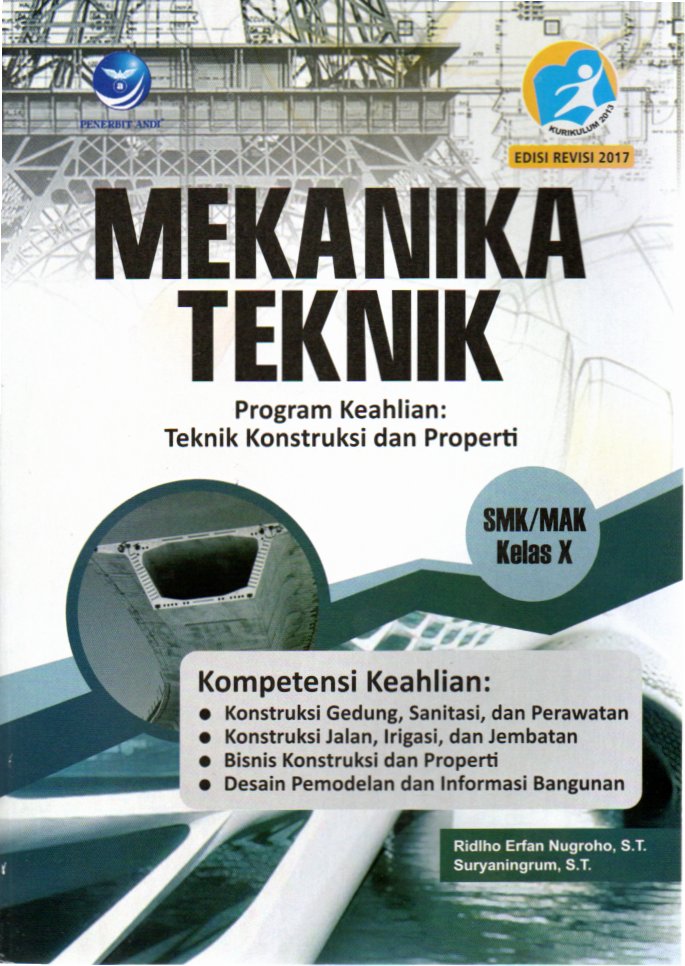 a
PENERBIT ANDI
KURIKULUM 2013
EDISI REVISI 2017
MEKANIKA
TEKNIK
Program Keahlian:
Teknik Konstruksi dan Properti
SMK/MAK
Kelas X
Kompetensi Keahlian:
● Konstruksi Gedung, Sanitasi, dan Perawatan
● Konstruksi Jalan, Irigasi, dan Jembatan
● Bisnis Konstruksi dan Properti
● Desain Pemodelan dan Informasi Bangunan
Ridlho Erfan Nugroho, S.T.
Suryaningrum, S.T.